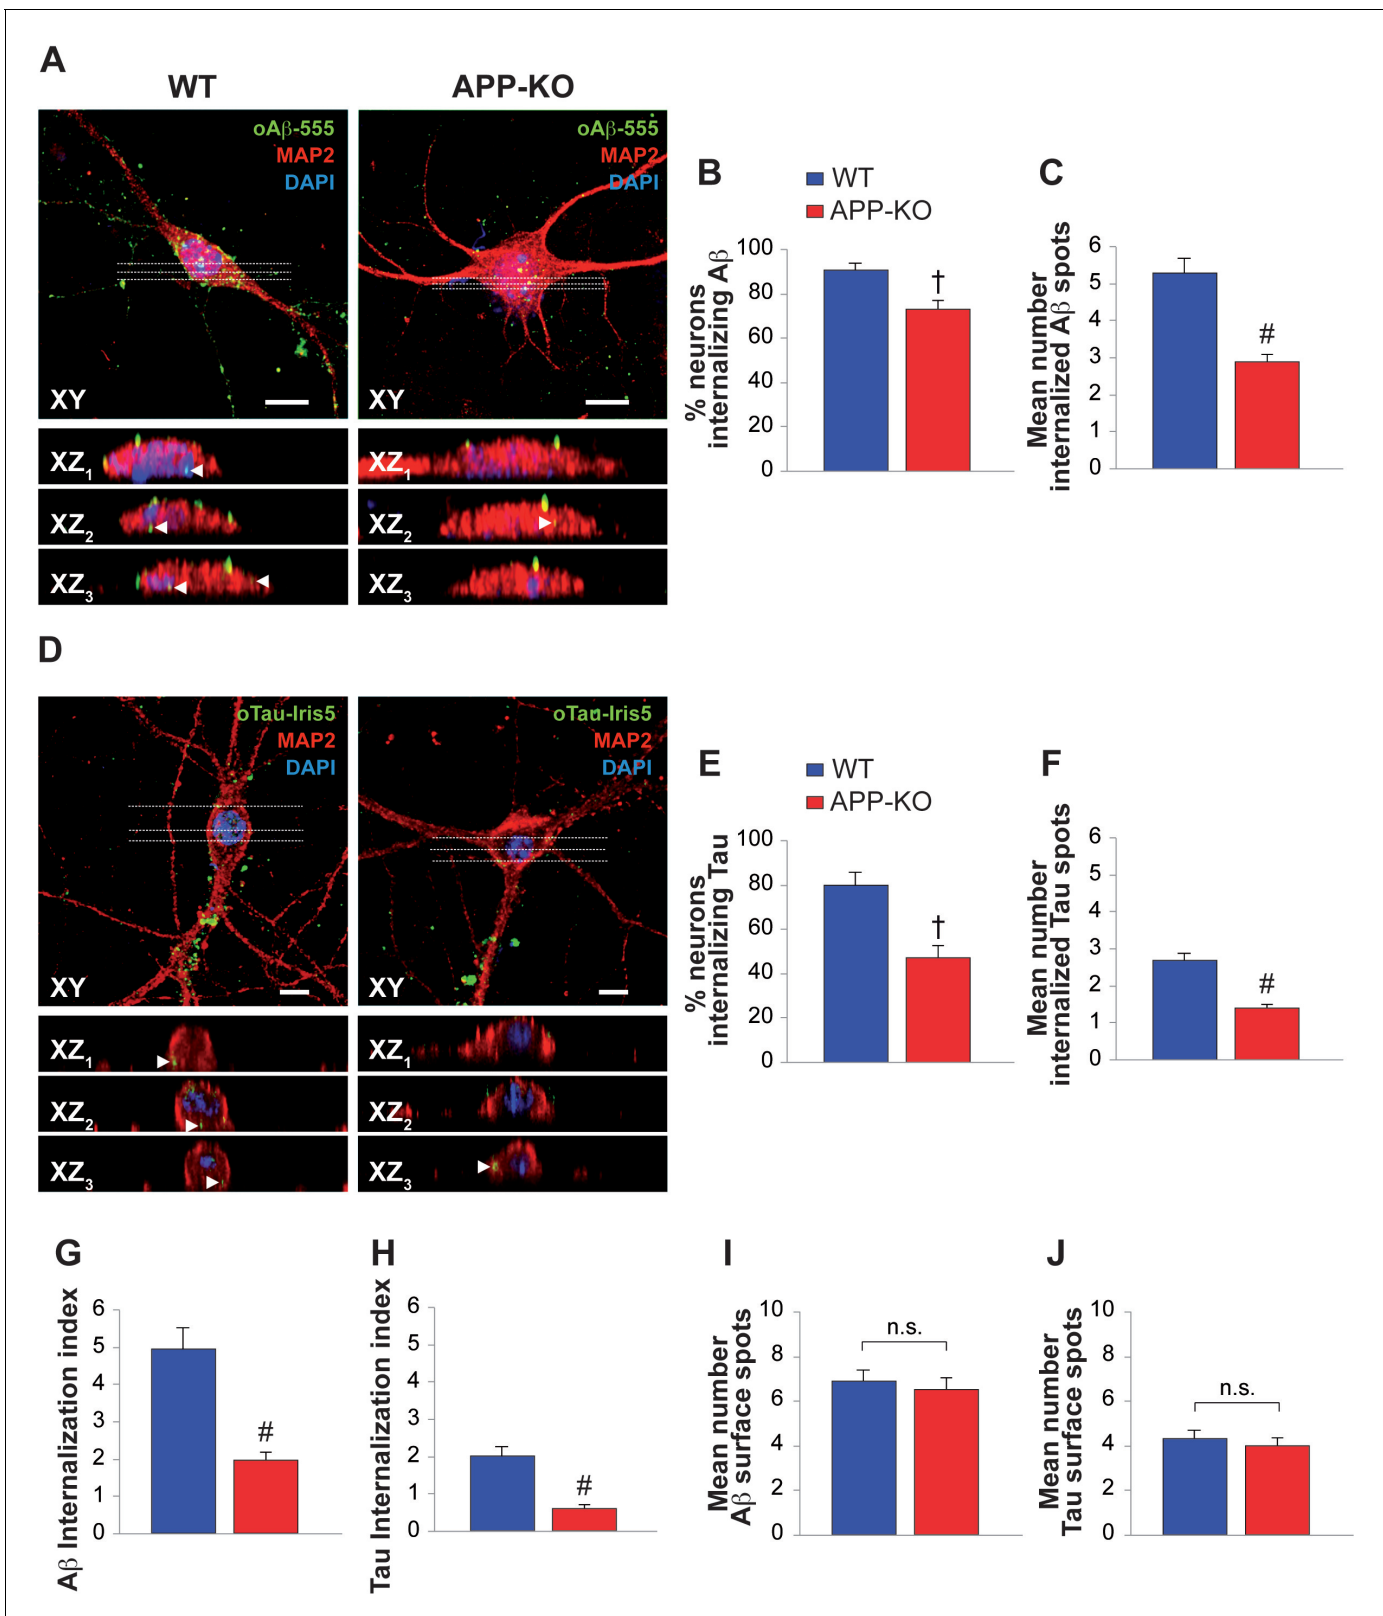 A
WT
APP-KO
oAβ-555
MAP2
DAPI
XY
oAβ-555
MAP2
DAPI
XY
XZ1
XZ2
XZ3
XZ1
XZ2
XZ3
B
WT
APP-KO
% neurons
internalizing Aβ
100
80
60
40
20
0
†
C
Mean number
internalized Aβ spots
6
5
4
3
2
1
0
#
D
oTau-Iris5
MAP2
DAPI
XY
oTau-Iris5
MAP2
DAPI
XY
XZ1
XZ2
XZ3
XZ1
XZ2
XZ3
E
WT
APP-KO
% neurons
internalizing Tau
100
80
60
40
20
0
†
F
Mean number
internalized Tau spots
6
5
4
3
2
1
0
#
G
Aβ Internalization index
6
5
4
3
2
1
0
#
H
Tau Internalization index
6
5
4
3
2
1
0
#
I
Mean number
Aβ surface spots
10
8
6
4
2
0
n.s.
J
Mean number
Tau surface spots
10
8
6
4
2
0
n.s.